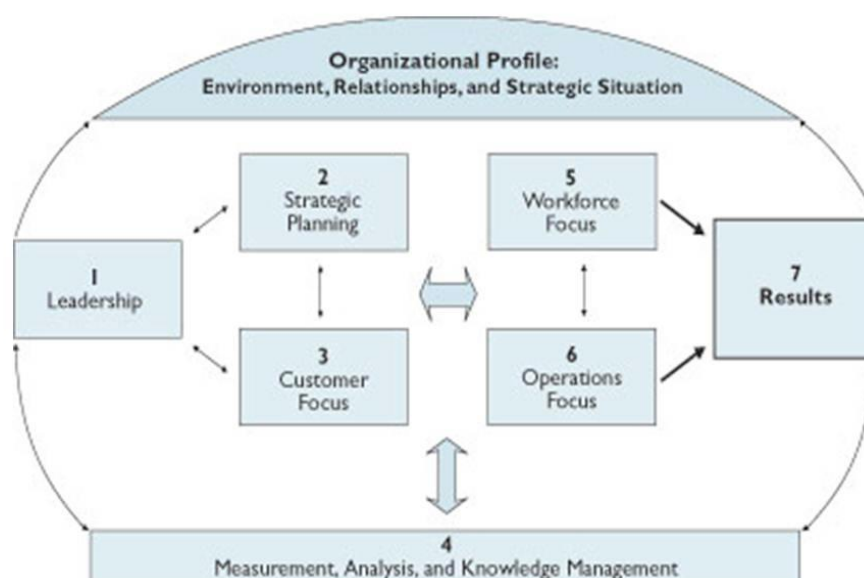 Organizational Profile:
Environment, Relationships, and Strategic Situation
2
Strategic
Planning
5
Workforce
Focus
1
Leadership
7
Results
3
Customer
Focus
6
Operations
Focus
4
Measurement, Analysis, and Knowledge Management